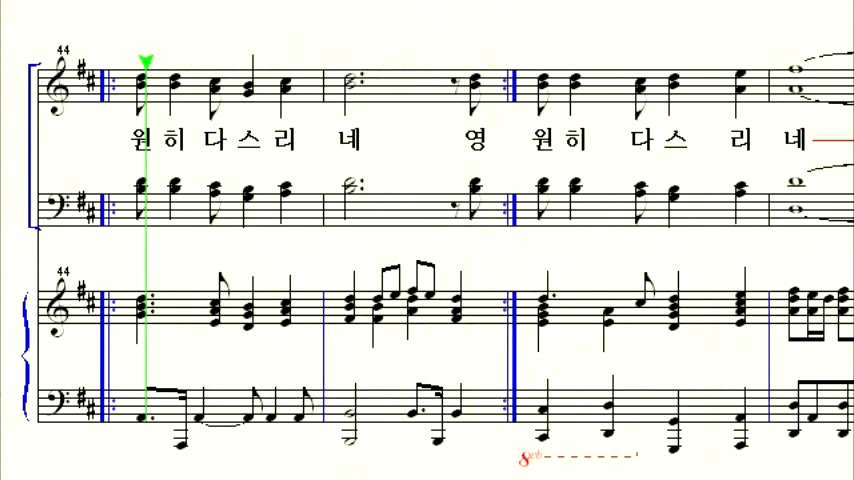 44
원 히 다 스 리 네 영 원 히 다 스 리 네
44
8vb